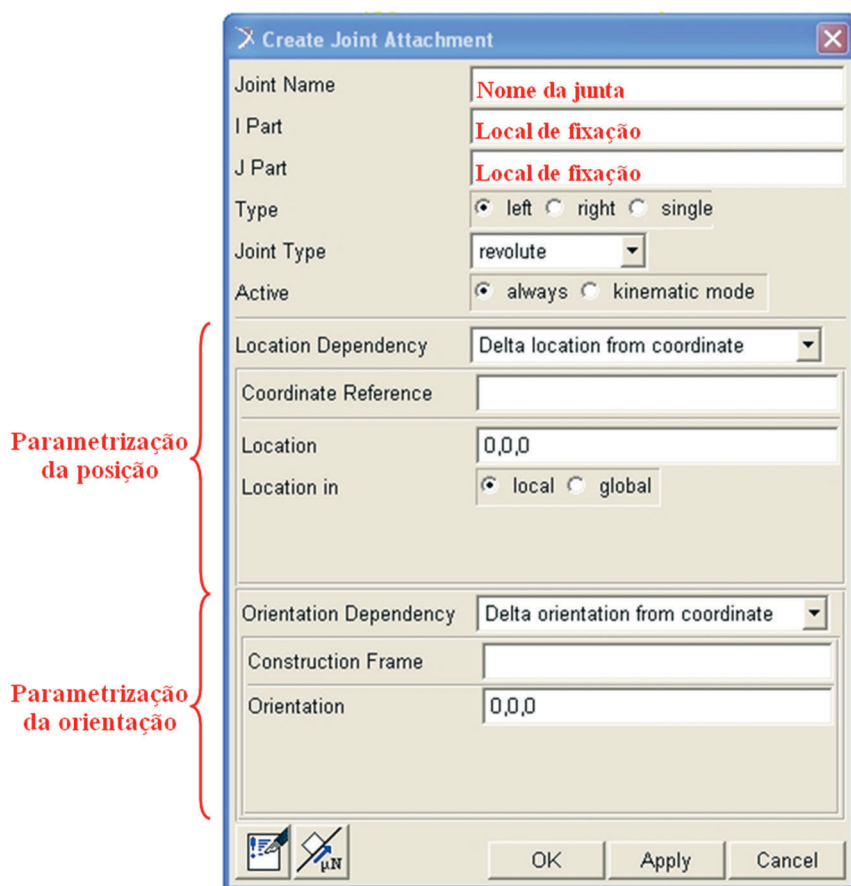 Create Joint Attachment
Joint Name Nome da junta
I Part Local de fixação
J Part Local de fixação
Type left right single
Joint Type revolute
Active always kinematic mode
Location Dependency Delta location from coordinate
Coordinate Reference
Parametrização
da posição
Location 0,0,0
Location in local global
Orientation Dependency Delta orientation from coordinate
Construction Frame
Parametrização
da orientação
Orientation 0,0,0
μN
OK Apply Cancel